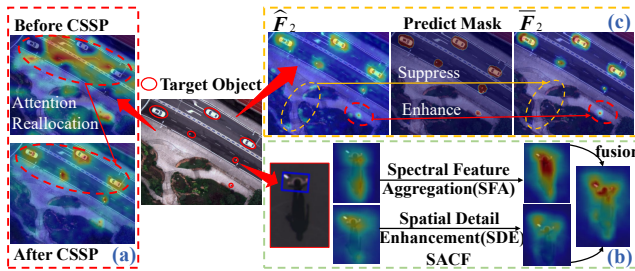 Before CSSP
Attention
Reallocation
After CSSP
(a)
Target Object
F̂₂
Predict Mask
F̅₂
(c)
Suppress
Enhance
Spectral Feature
Aggregation(SFA)
Spatial Detail
Enhancement(SDE)
SACF
fusion
(b)